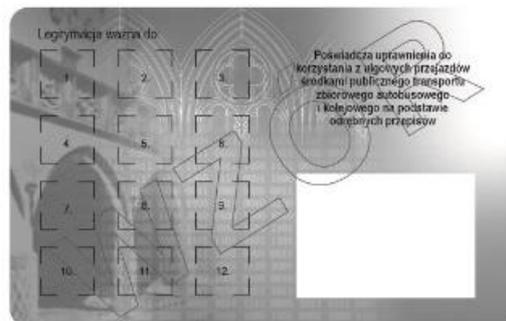 Legitymacja ważna do:
1. 2. 3.
4. 5. 6.
7. 8. 9.
10. 11. 12.
Poświadcza uprawnienia do
korzystania z ulgowych przejazdów
środkami publicznego transportu
zbiorowego autobusowego
i kolejowego na podstawie
odrębnych przepisów
WZÓR